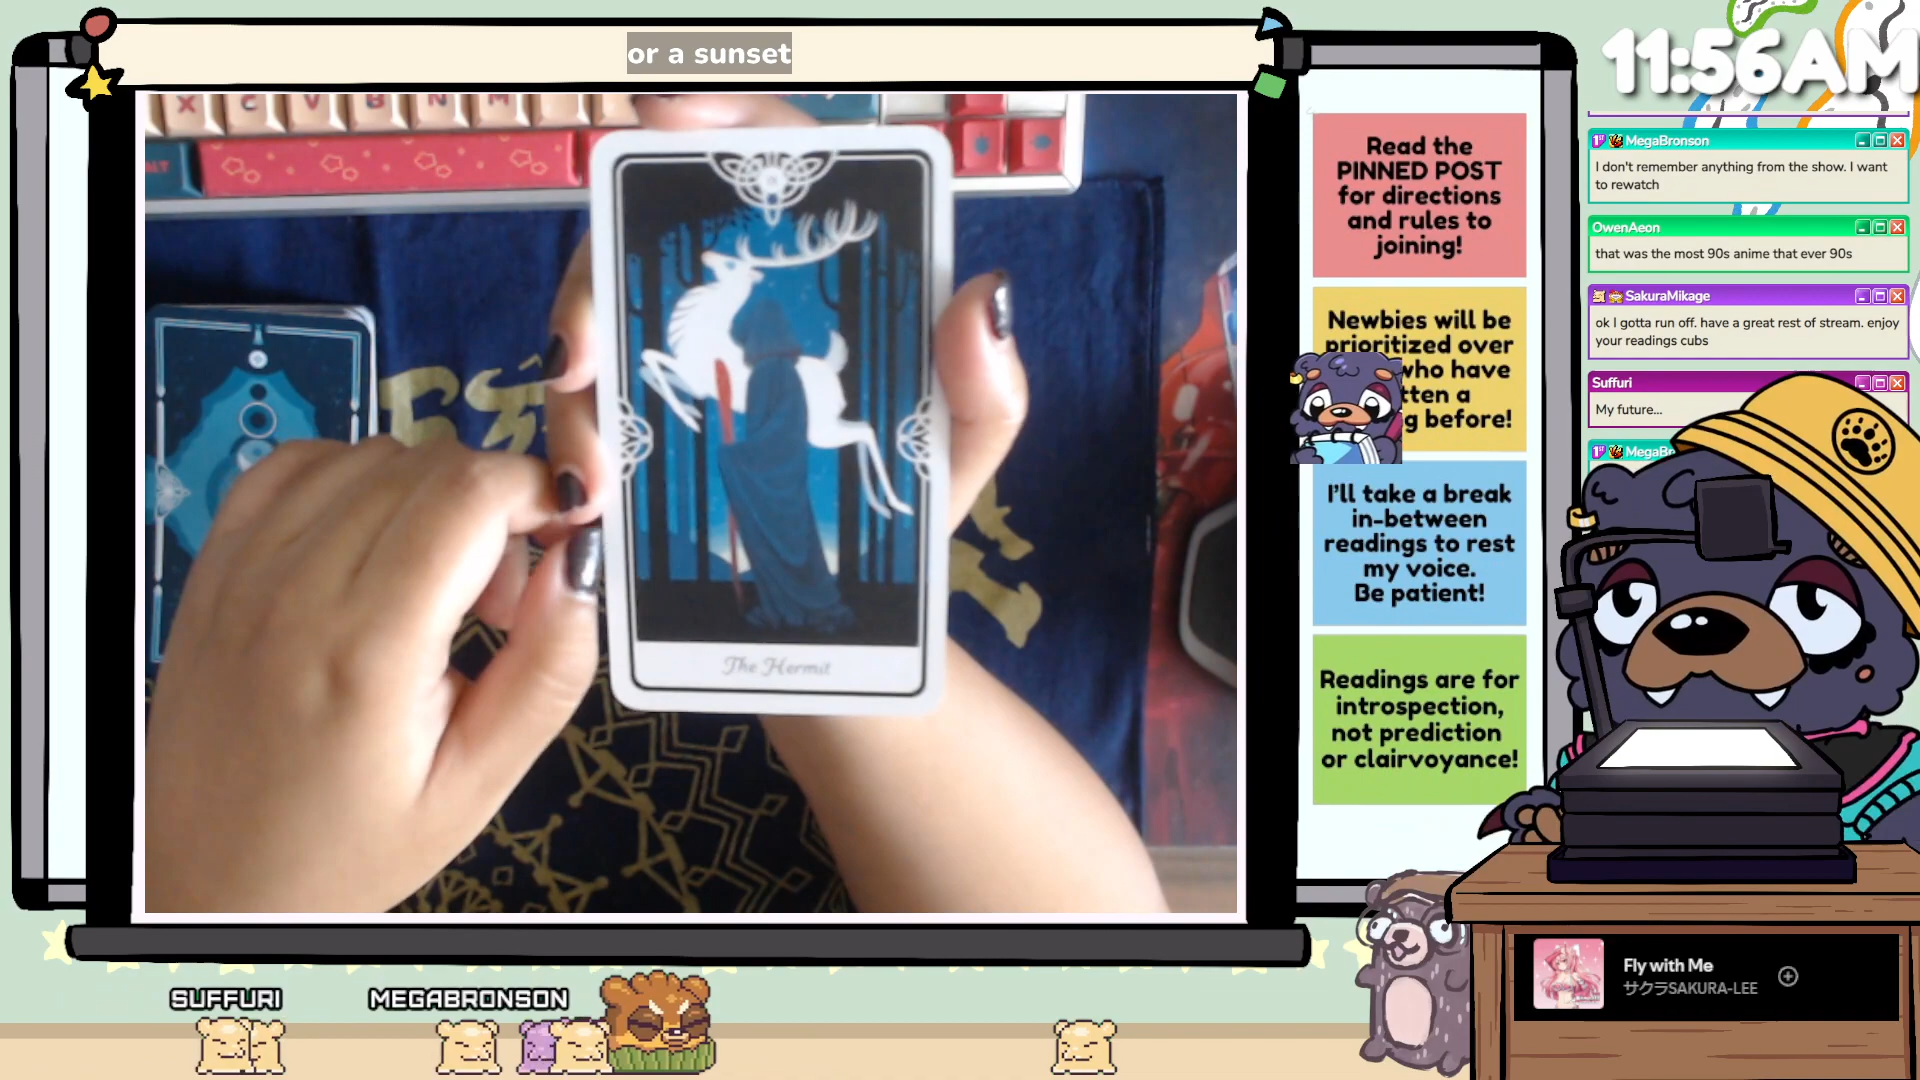 or a sunset
11:56AM
X C V B N M
ALT
The Hermit
Read the
PINNED POST
for directions
and rules to
joining!
Newbies will be
prioritized over
who have
tten a
g before!
I'll take a break
in-between
readings to rest
my voice.
Be patient!
Readings are for
introspection,
not prediction
or clairvoyance!
MegaBronson
I don't remember anything from the show. I want
to rewatch
OwenAeon
that was the most 90s anime that ever 90s
SakuraMikage
ok I gotta run off. have a great rest of stream. enjoy
your readings cubs
Suffuri
My future...
MegaBr
SUFFURI
MEGABRONSON
Fly with Me
サクラSAKURA-LEE